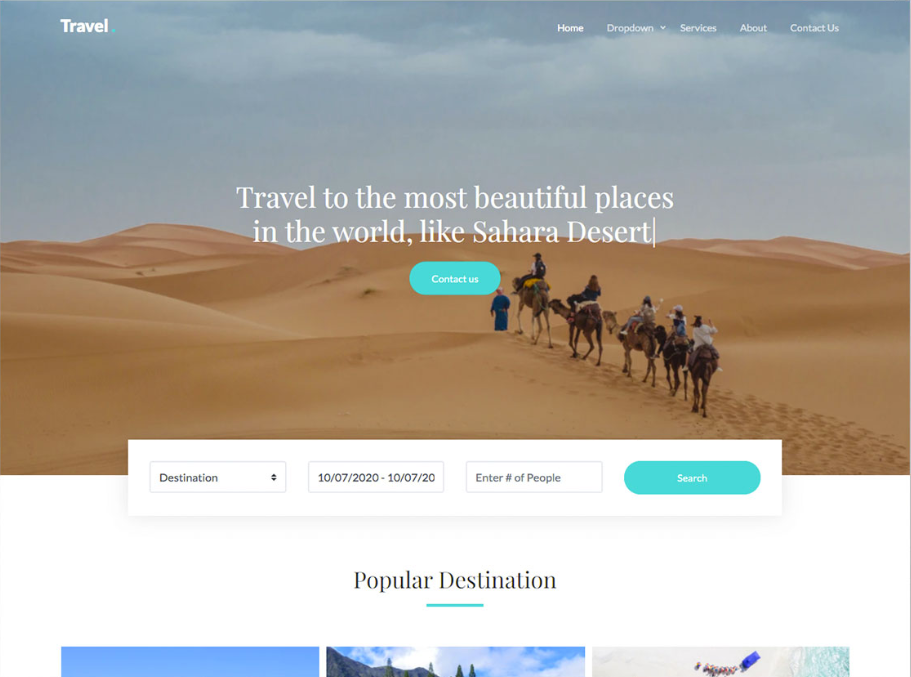 Travel.
Home Dropdown Services About Contact Us
Travel to the most beautiful places
in the world, like Sahara Desert|
Contact us
Destination 10/07/2020 - 10/07/20 Enter # of People Search
Popular Destination